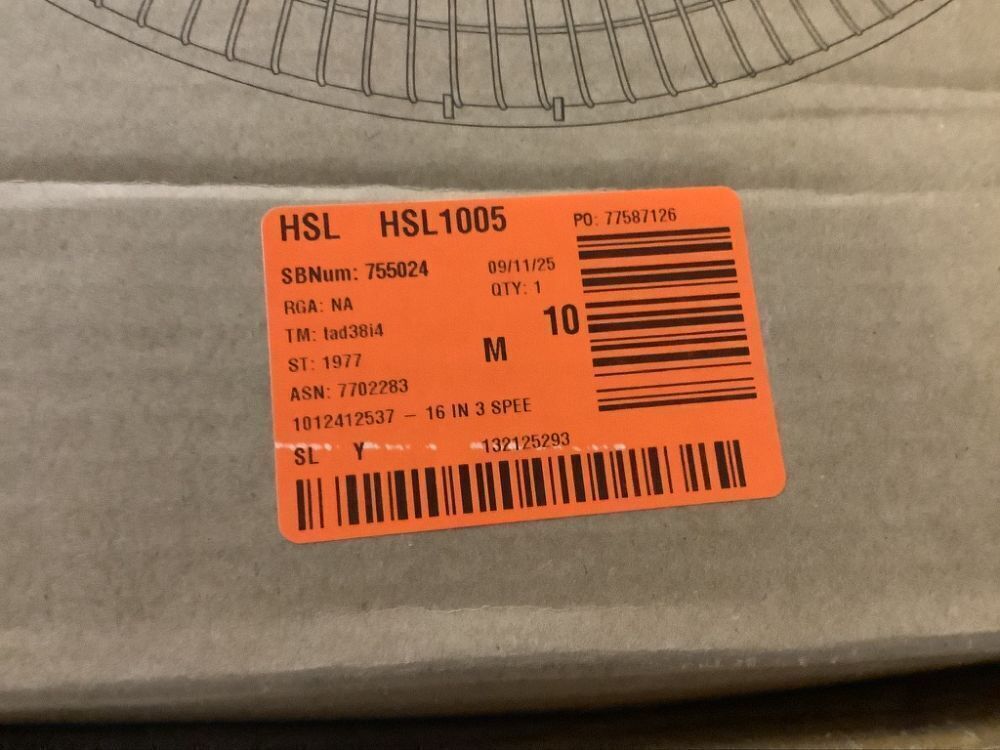 HSL HSL1005
PO: 77587126
SBNum: 755024
09/11/25
RGA: NA
QTY: 1
TM: tad38i4
10
ST: 1977
M
ASN: 7702283
1012412537 – 16 IN 3 SPEE
SL Y 132125293